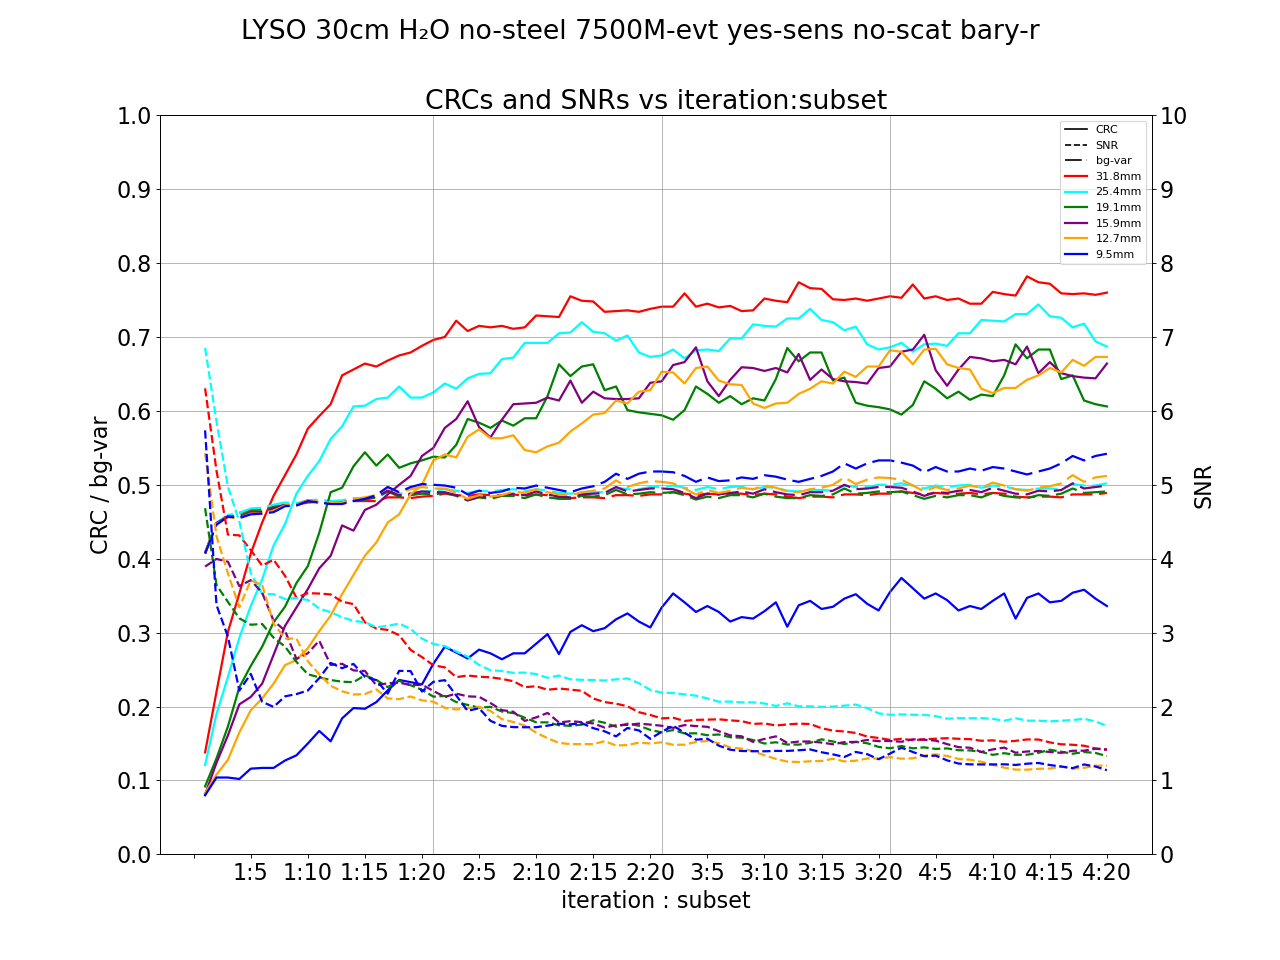 LYSO 30cm H₂O no-steel 7500M-evt yes-sens no-scat bary-r
CRCs and SNRs vs iteration:subset
CRC / bg-var
1.0
0.9
0.8
0.7
0.6
0.5
0.4
0.3
0.2
0.1
0.0
CRC
SNR
bg-var
31.8mm
25.4mm
19.1mm
15.9mm
12.7mm
9.5mm
10
9
8
7
6
5
4
3
2
1
0
SNR
1:5 1:10 1:15 1:20 2:5 2:10 2:15 2:20 3:5 3:10 3:15 3:20 4:5 4:10 4:15 4:20
iteration : subset